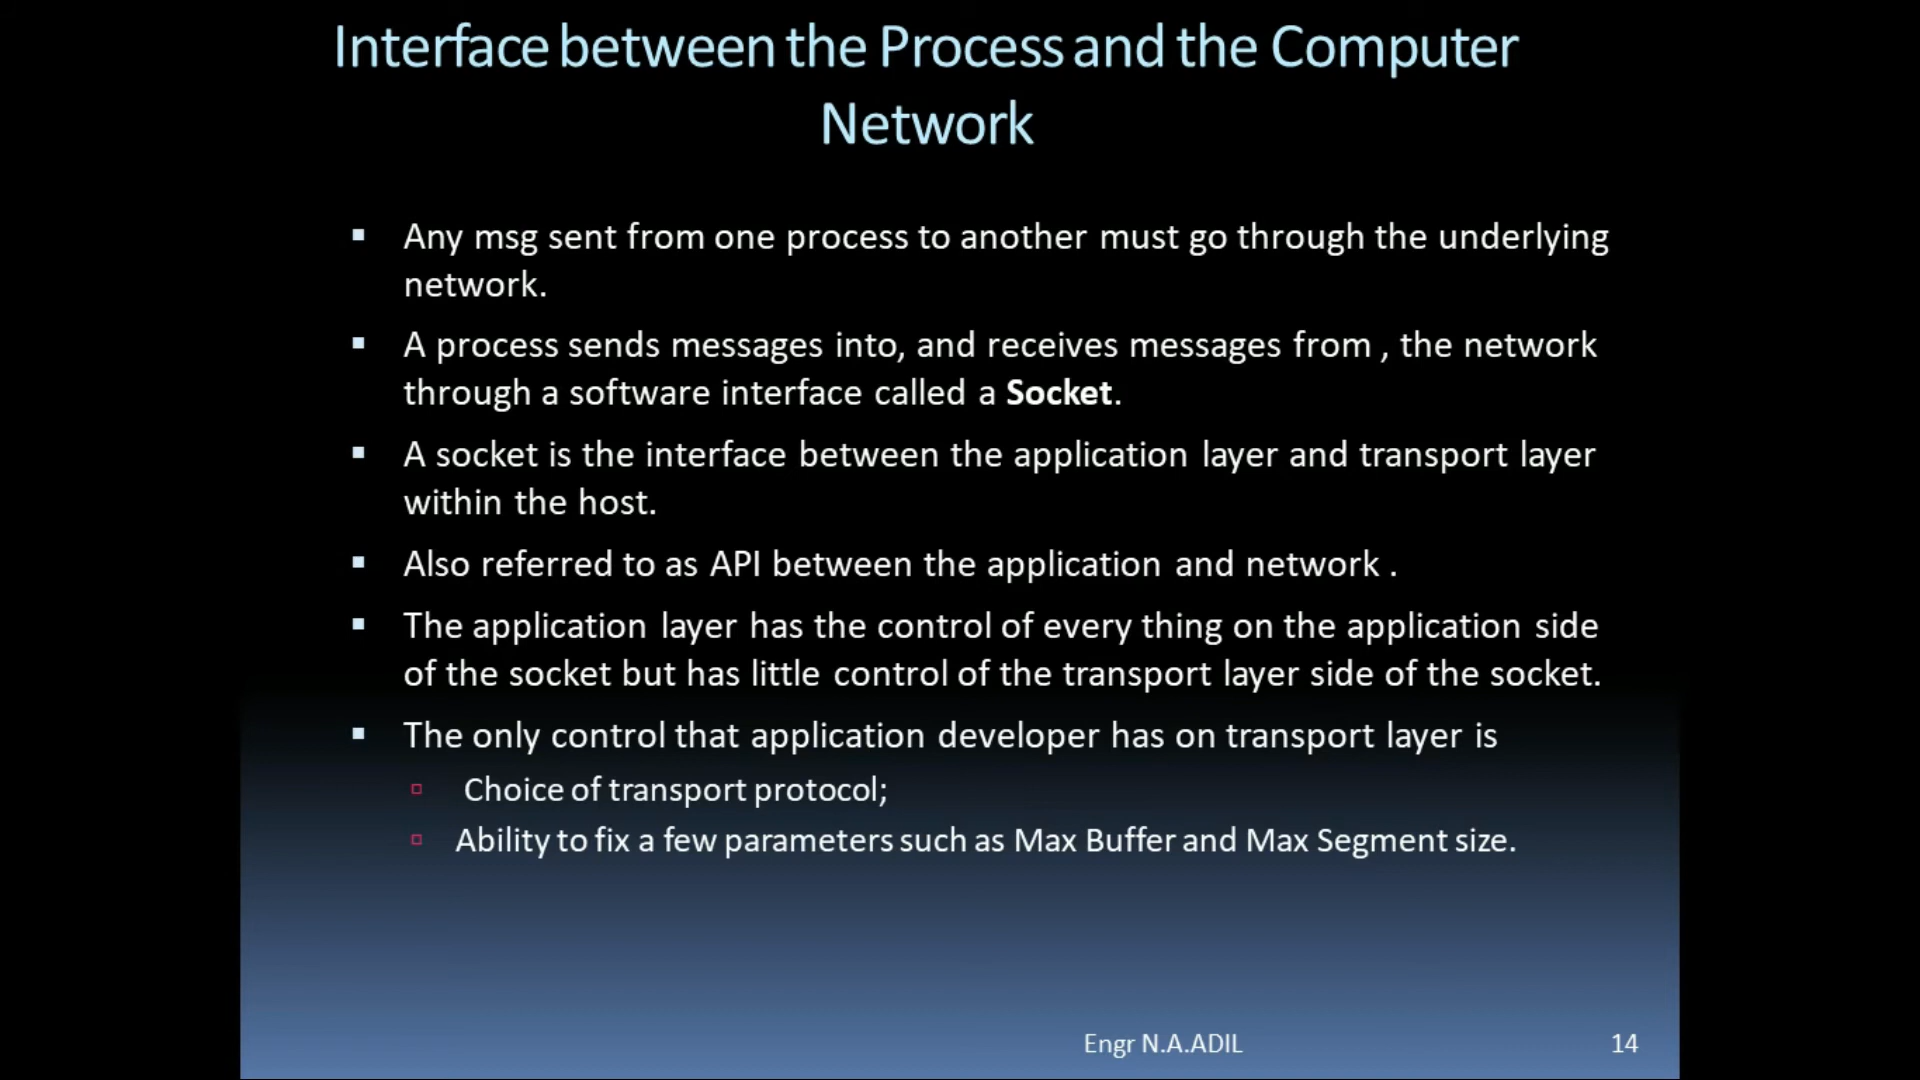 Interface between the Process and the Computer
Network
▪ Any msg sent from one process to another must go through the underlying
network.
▪ A process sends messages into, and receives messages from , the network
through a software interface called a Socket.
▪ A socket is the interface between the application layer and transport layer
within the host.
▪ Also referred to as API between the application and network .
▪ The application layer has the control of every thing on the application side
of the socket but has little control of the transport layer side of the socket.
▪ The only control that application developer has on transport layer is
▫ Choice of transport protocol;
▫ Ability to fix a few parameters such as Max Buffer and Max Segment size.
Engr N.A.ADIL
14